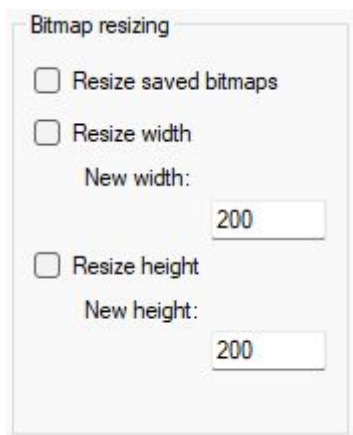 Bitmap resizing
Resize saved bitmaps
Resize width
New width:
200
Resize height
New height:
200